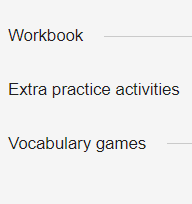 Workbook
Extra practice activities
Vocabulary games